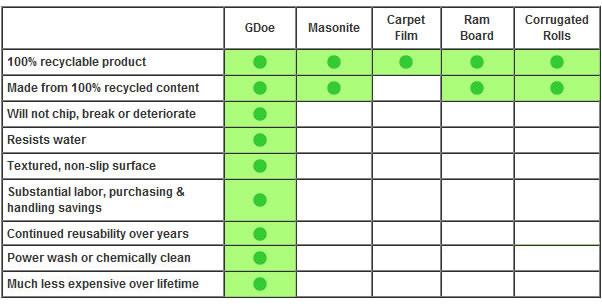 GDoe
Masonite
Carpet
Film
Ram
Board
Corrugated
Rolls
100% recyclable product
Made from 100% recycled content
Will not chip, break or deteriorate
Resists water
Textured, non-slip surface
Substantial labor, purchasing &
handling savings
Continued reusability over years
Power wash or chemically clean
Much less expensive over lifetime